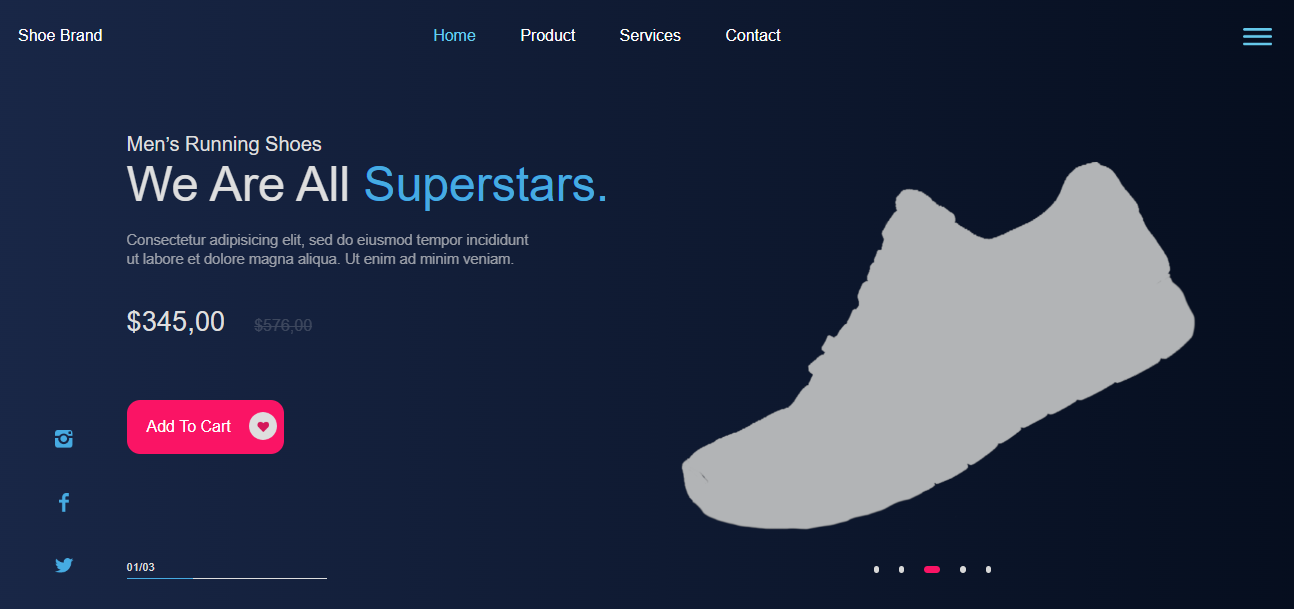 Shoe Brand
Home Product Services Contact
Men’s Running Shoes
We Are All Superstars.
Consectetur adipisicing elit, sed do eiusmod tempor incididunt
ut labore et dolore magna aliqua. Ut enim ad minim veniam.
$345,00 $576,00
Add To Cart
01/03